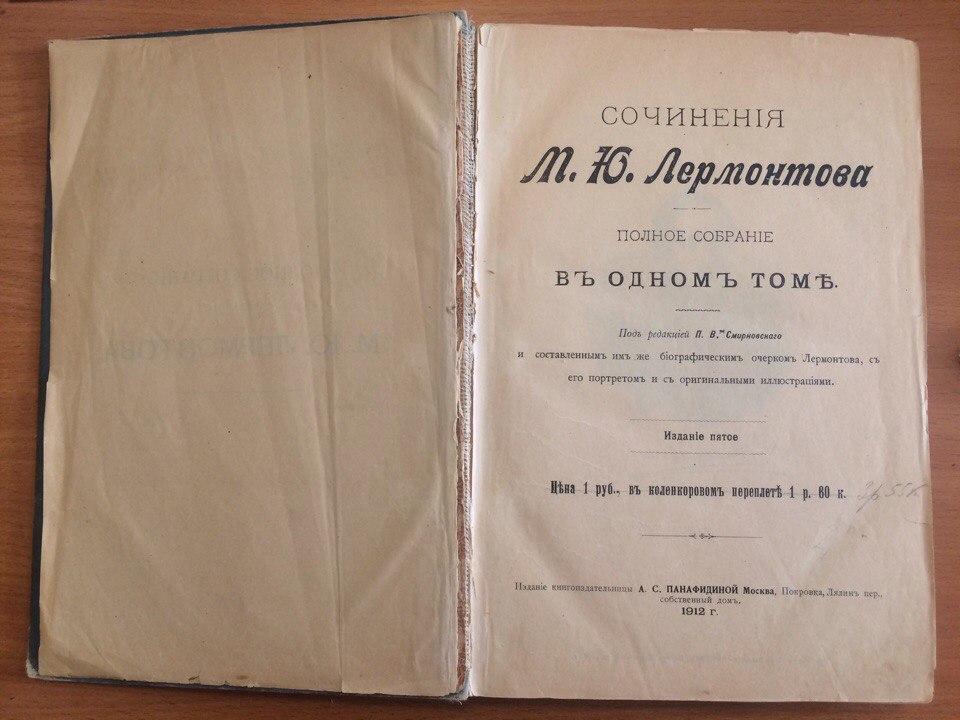 СОЧИНЕНІЯ
М. Ю. Лермонтова
ПОЛНОЕ СОБРАНІЕ
ВЪ ОДНОМЪ ТОМѢ.
Подъ редакціей П. В. Смирновскаго
и составленнымъ имъ же біографическимъ очеркомъ Лермонтова, съ
его портретомъ и съ оригинальными иллюстраціями.
Изданіе пятое
Цѣна 1 руб., въ коленкоровомъ переплетѣ 1 р. 60 к.
Изданіе книгоиздательницы А. С. ПАНАФИДИНОЙ Москва, Покровка, Лялинъ пер.,
собственный домъ.
1912 г.